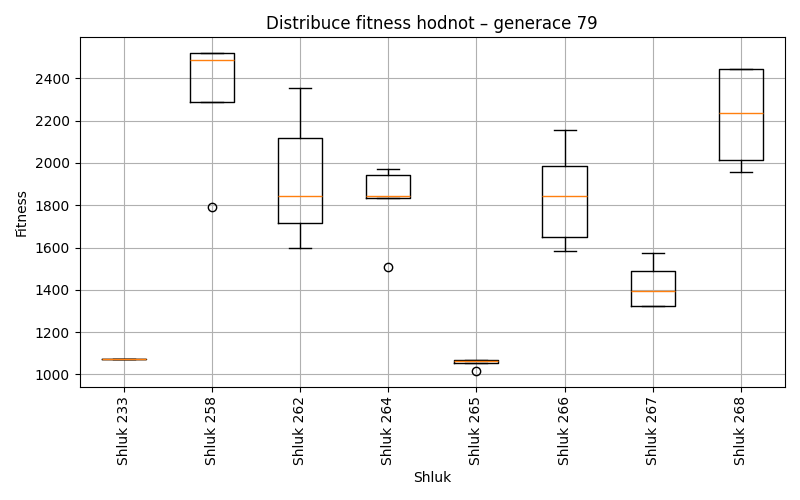 Distribuce fitness hodnot – generace 79
Fitness
2400
2200
2000
1800
1600
1400
1200
1000
Shluk 233
Shluk 258
Shluk 262
Shluk 264
Shluk 265
Shluk 266
Shluk 267
Shluk 268
Shluk